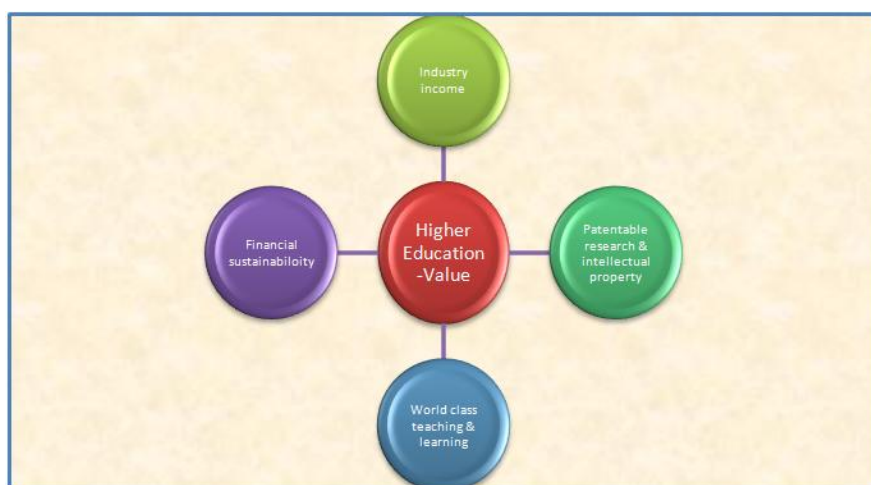 Industry
income
Financial
sustainabiloity
Higher
Education
-Value
Patentable
research &
intellectual
property
World class
teaching &
learning